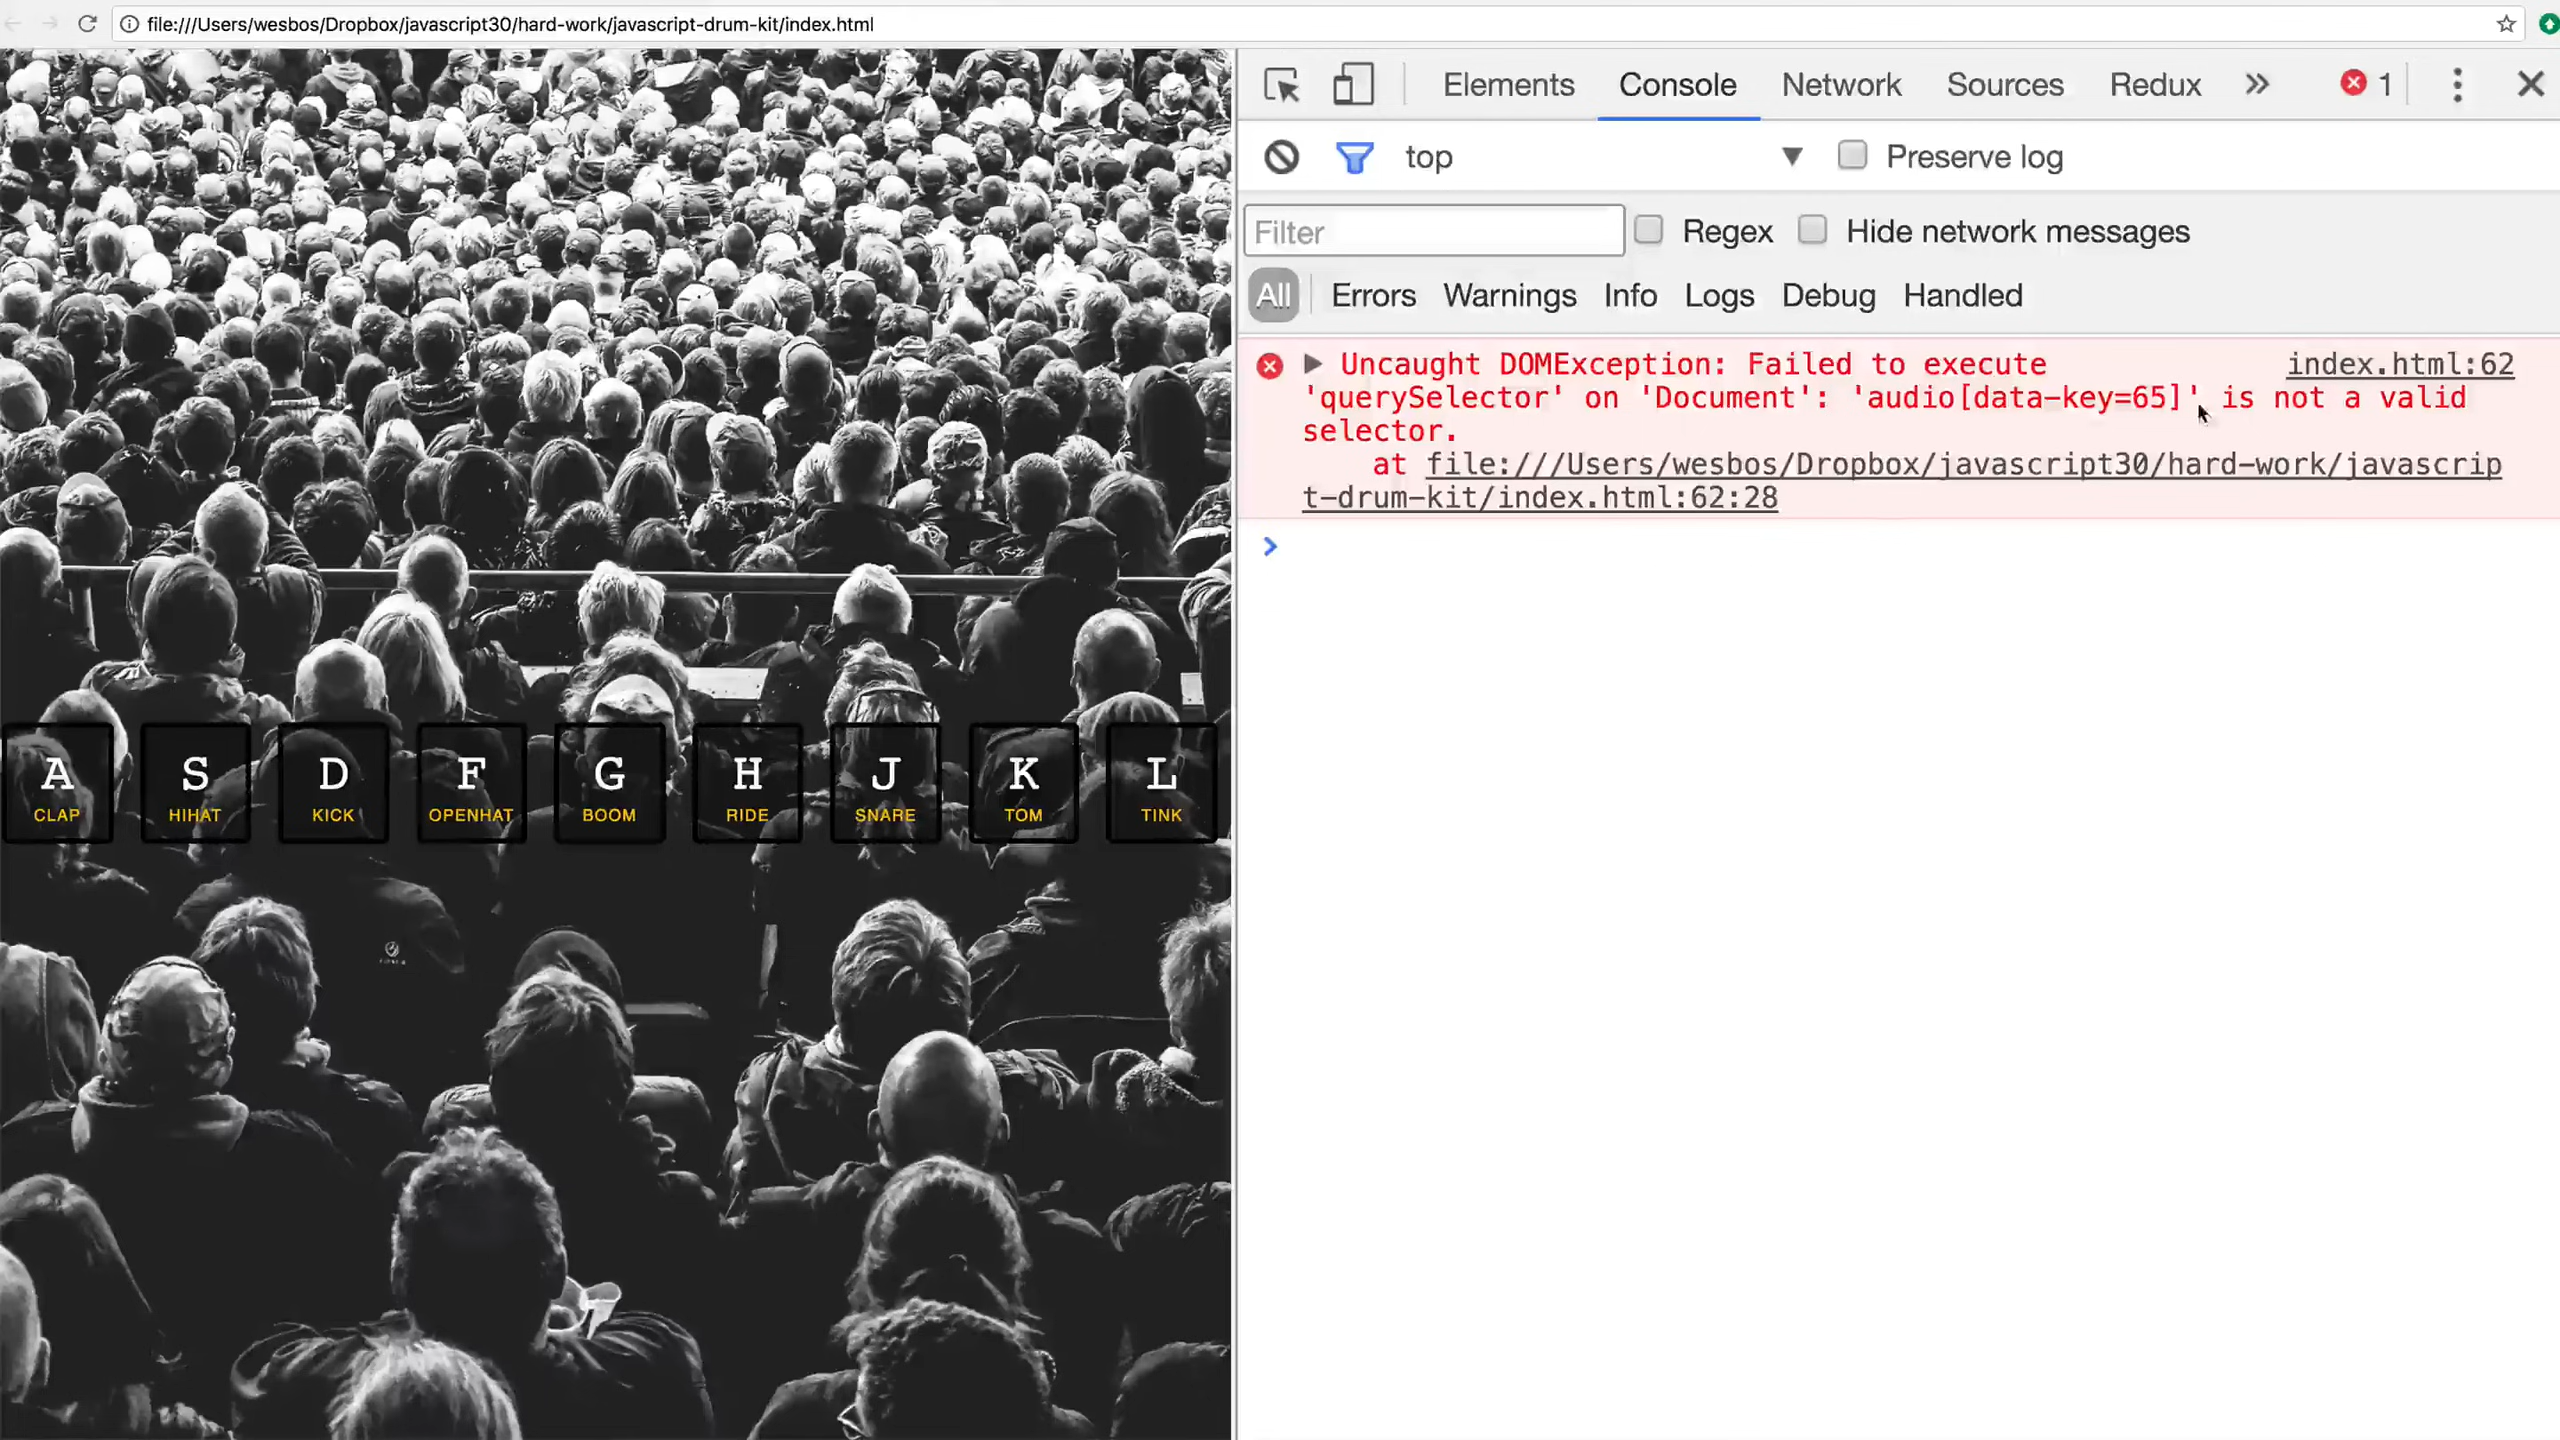 file:///Users/wesbos/Dropbox/javascript30/hard-work/javascript-drum-kit/index.html
Elements Console Network Sources Redux » 1
top Preserve log
Filter Regex Hide network messages
All Errors Warnings Info Logs Debug Handled
Uncaught DOMException: Failed to execute index.html:62
'querySelector' on 'Document': 'audio[data-key=65]' is not a valid
selector.
at file:///Users/wesbos/Dropbox/javascript30/hard-work/javascrip
t-drum-kit/index.html:62:28
A S D F G H J K L
CLAP HIHAT KICK OPENHAT BOOM RIDE SNARE TOM TINK